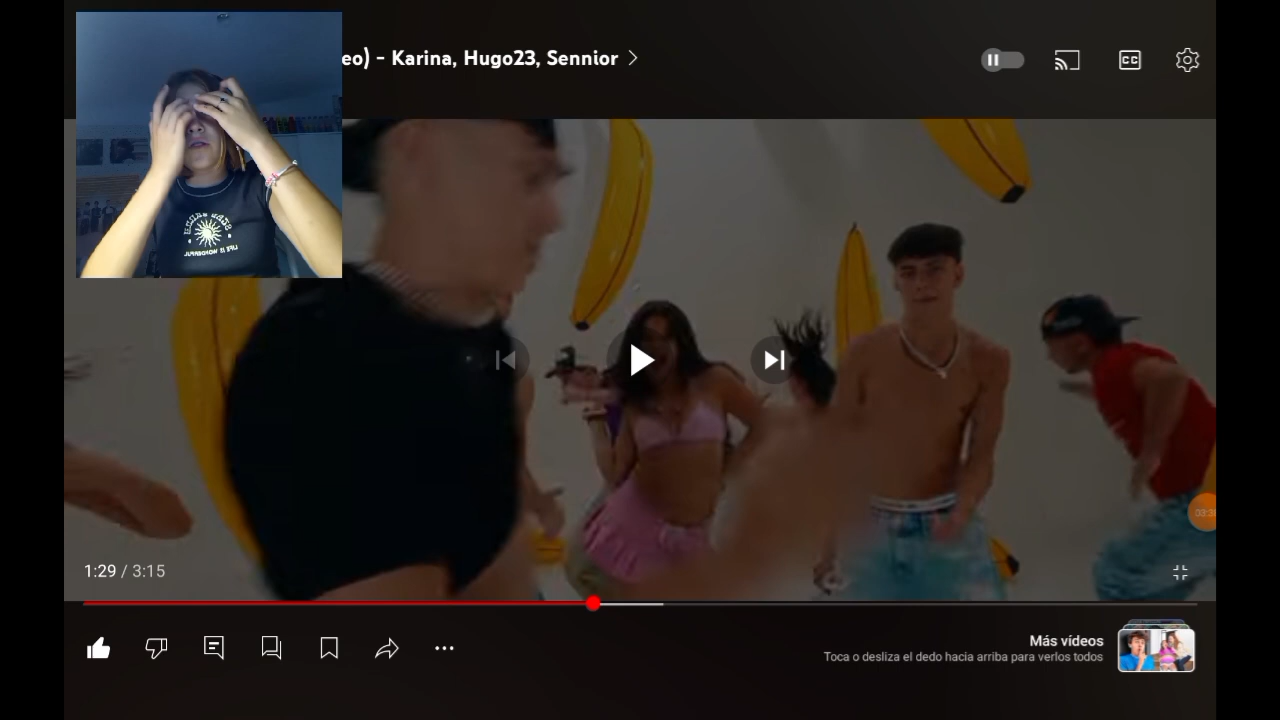 eo) - Karina, Hugo23, Sennior
CC
1:29 / 3:15
Más vídeos
Toca o desliza el dedo hacia arriba para verlos todos